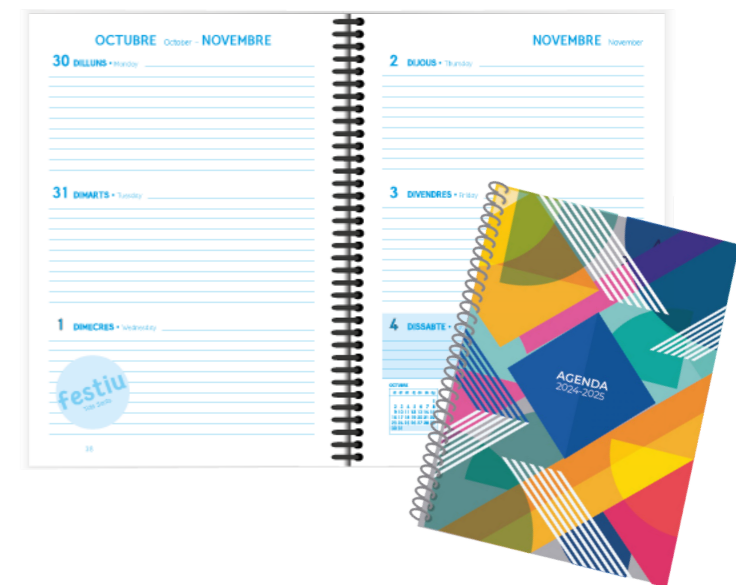 OCTUBRE October - NOVEMBRE
30 DILLUNS • Monday
31 DIMARTS • Tuesday
1 DIMECRES • Wednesday
festiu
NOVEMBRE November
2 DIJOUS • Thursday
3 DIVENDRES • Friday
4 DISSABTE •
OCTUBRE
AGENDA
2024-2025